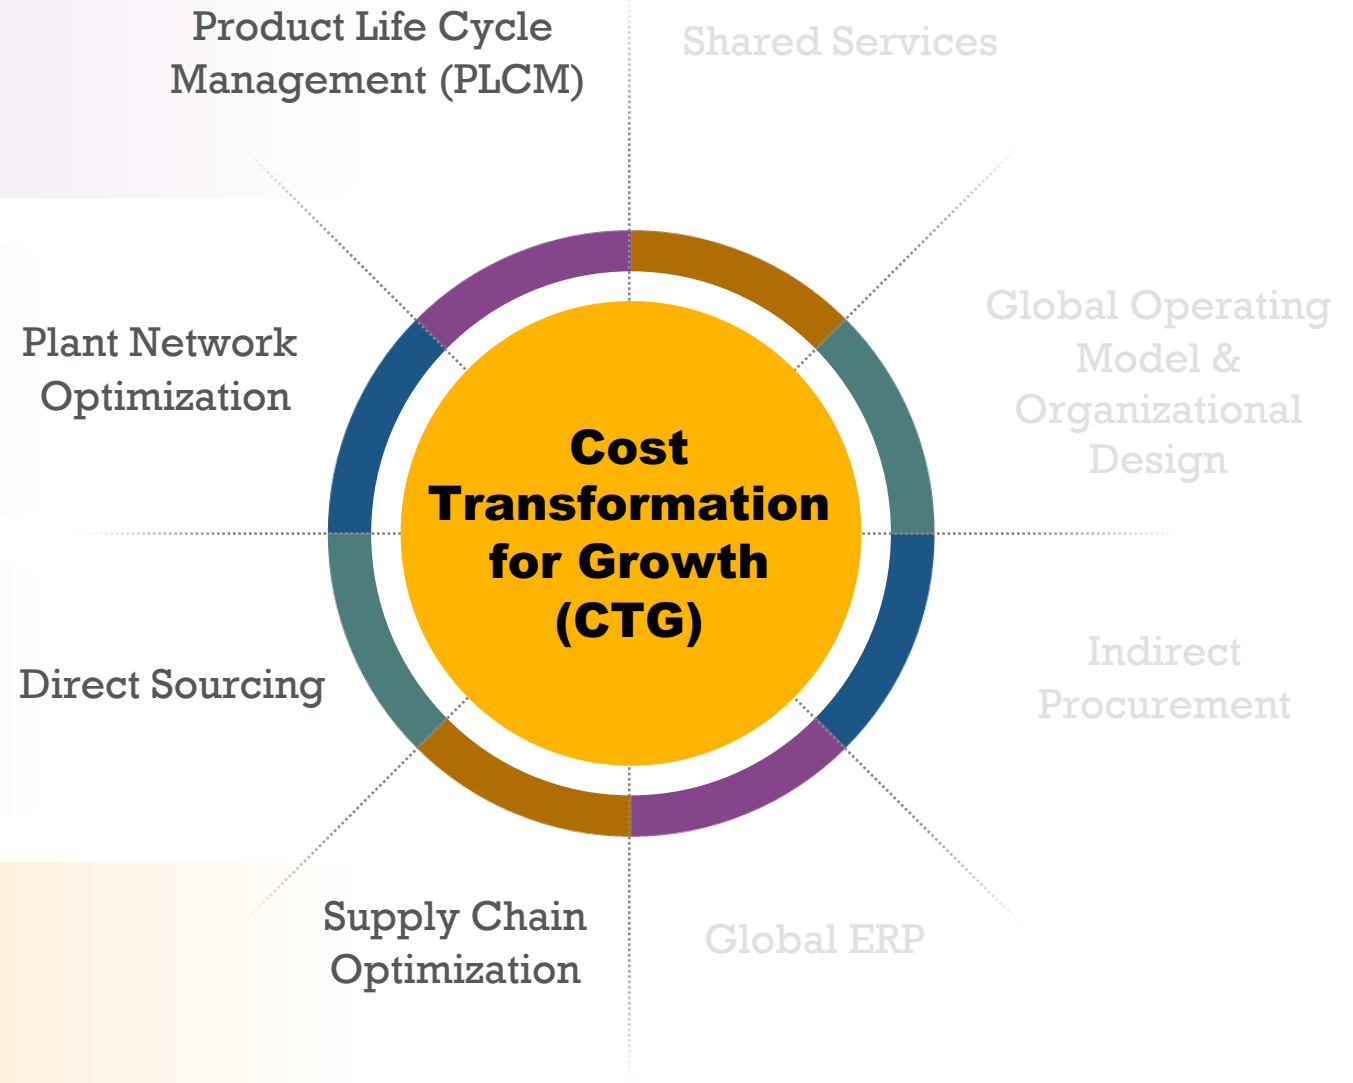 Product Life Cycle
Management (PLCM)
Shared Services
Plant Network
Optimization
Global Operating
Model &
Organizational
Design
Cost
Transformation
for Growth
(CTG)
Direct Sourcing
Indirect
Procurement
Supply Chain
Optimization
Global ERP